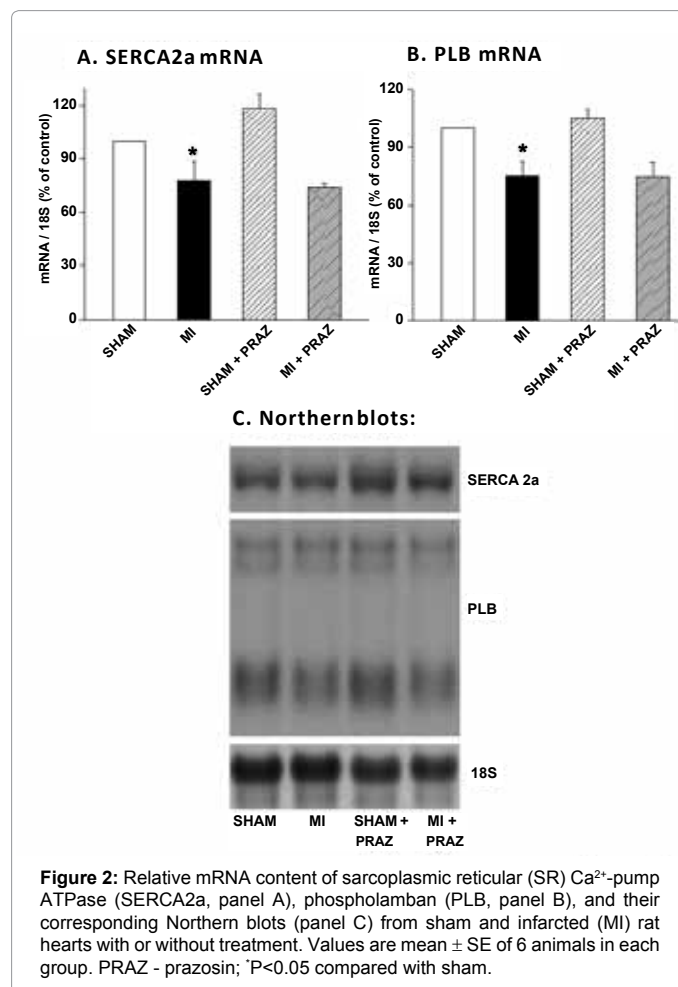 A. SERCA2a mRNA
mRNA / 18S (% of control)
120
90
60
30
0
*
SHAM
MI
SHAM + PRAZ
MI + PRAZ
B. PLB mRNA
mRNA / 18S (% of control)
120
90
60
30
0
*
SHAM
MI
SHAM + PRAZ
MI + PRAZ
C. Northern blots:
SERCA 2a
PLB
18S
SHAM MI SHAM + PRAZ MI + PRAZ
Figure 2: Relative mRNA content of sarcoplasmic reticular (SR) Ca²⁺-pump
ATPase (SERCA2a, panel A), phospholamban (PLB, panel B), and their
corresponding Northern blots (panel C) from sham and infarcted (MI) rat
hearts with or without treatment. Values are mean ± SE of 6 animals in each
group. PRAZ - prazosin; *P<0.05 compared with sham.